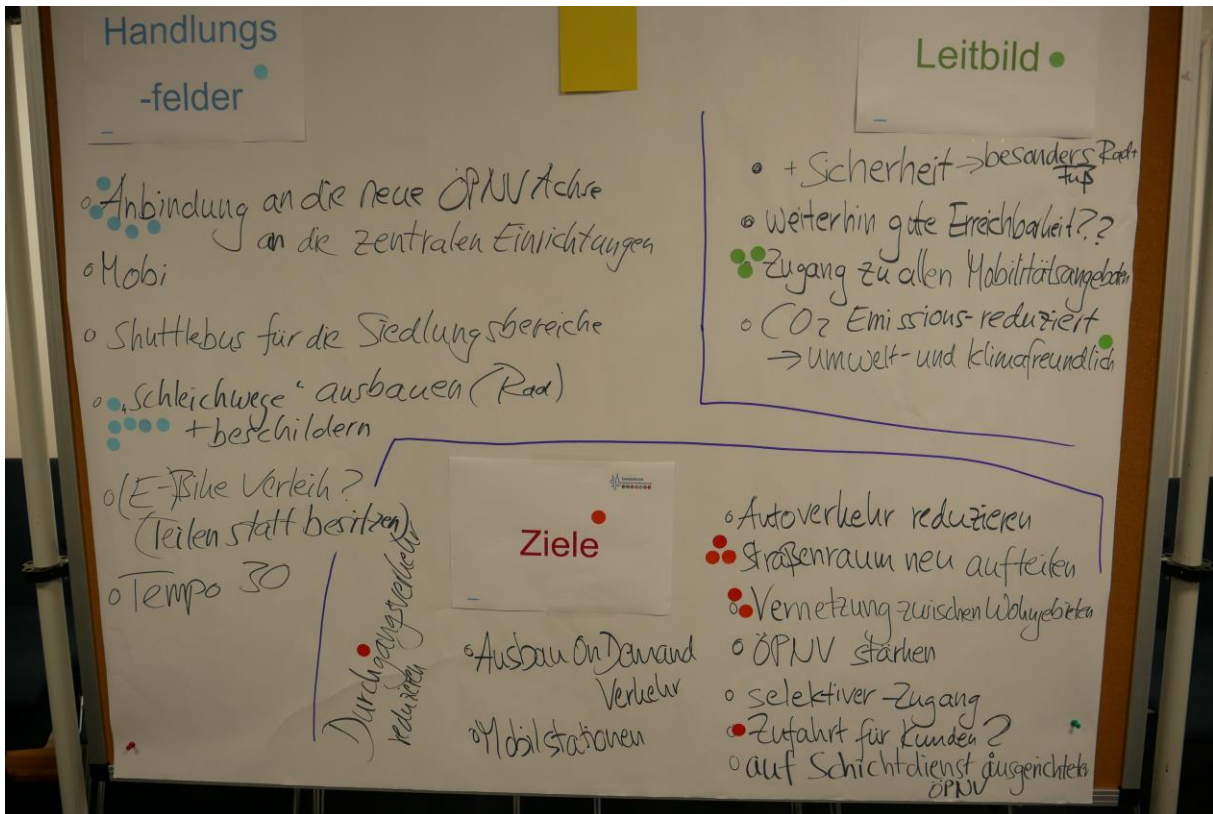 Handlungs
-felder
Anbindung an die neue ÖPNV Achse
an die zentralen Einrichtungen
Mobi
Shuttlebus für die Siedlungsbereiche
„Schleichwege“ ausbauen (Rad)
+ beschildern
(E-)Bike Verleih?
(Teilen statt besitzen)
Tempo 30
Leitbild
+ Sicherheit → besonders Rad+
Fuß
Weiterhin gute Erreichbarkeit??
Zugang zu allen Mobilitätsangeboten
CO2 Emissions-reduziert
→ Umwelt- und Klimafreundlich
Ziele
Durchgangsverkehr
reduzieren
Ausbau On Demand
Verkehr
Mobilstationen
Autoverkehr reduzieren
Straßenraum neu aufteilen
Vernetzung zwischen Wohngebieten
ÖPNV stärken
selektiver Zugang
Zufahrt für Kunden?
auf Schichtdienst ausgerichteter
ÖPNV